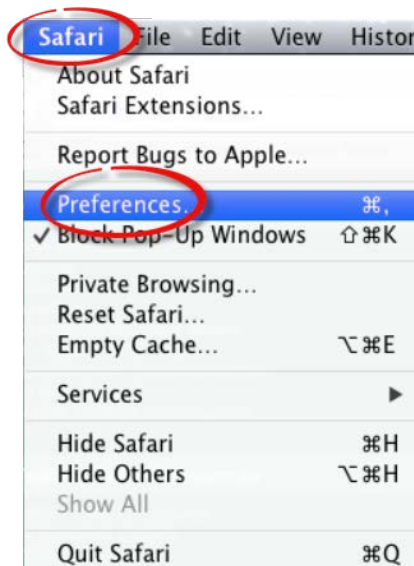 Safari File Edit View Histor
About Safari
Safari Extensions...
Report Bugs to Apple...
Preferences.. ⌘,
✓ Block Pop-Up Windows ⇧⌘K
Private Browsing...
Reset Safari...
Empty Cache... ⌥⌘E
Services ▶
Hide Safari ⌘H
Hide Others ⌥⌘H
Show All
Quit Safari ⌘Q